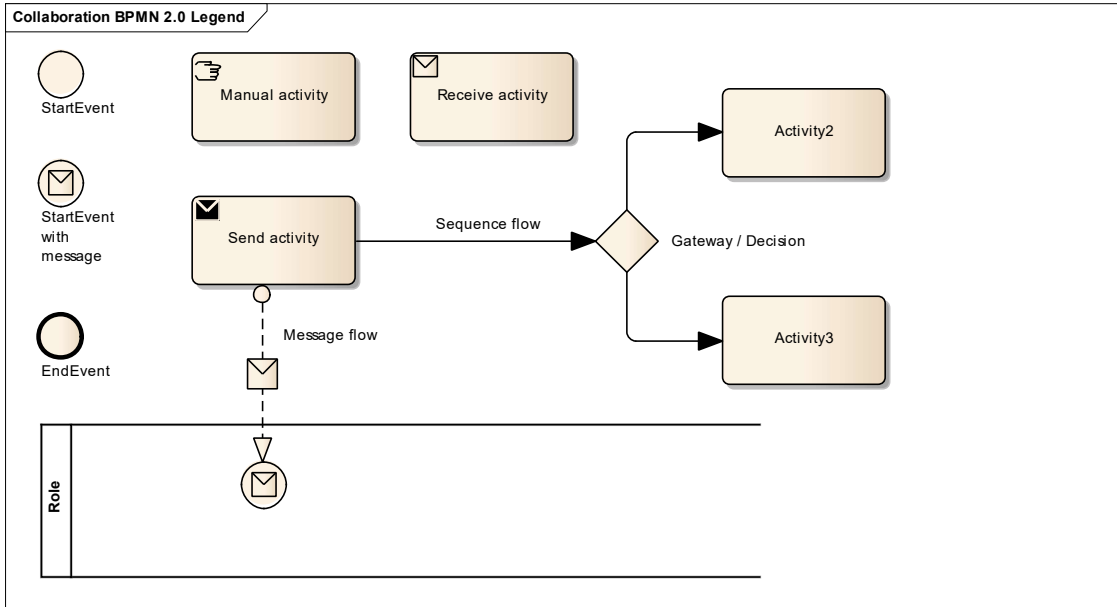 Collaboration BPMN 2.0 Legend
StartEvent
Manual activity
Receive activity
Activity2
StartEvent
with
message
Send activity
Sequence flow
Gateway / Decision
Message flow
Activity3
EndEvent
Role